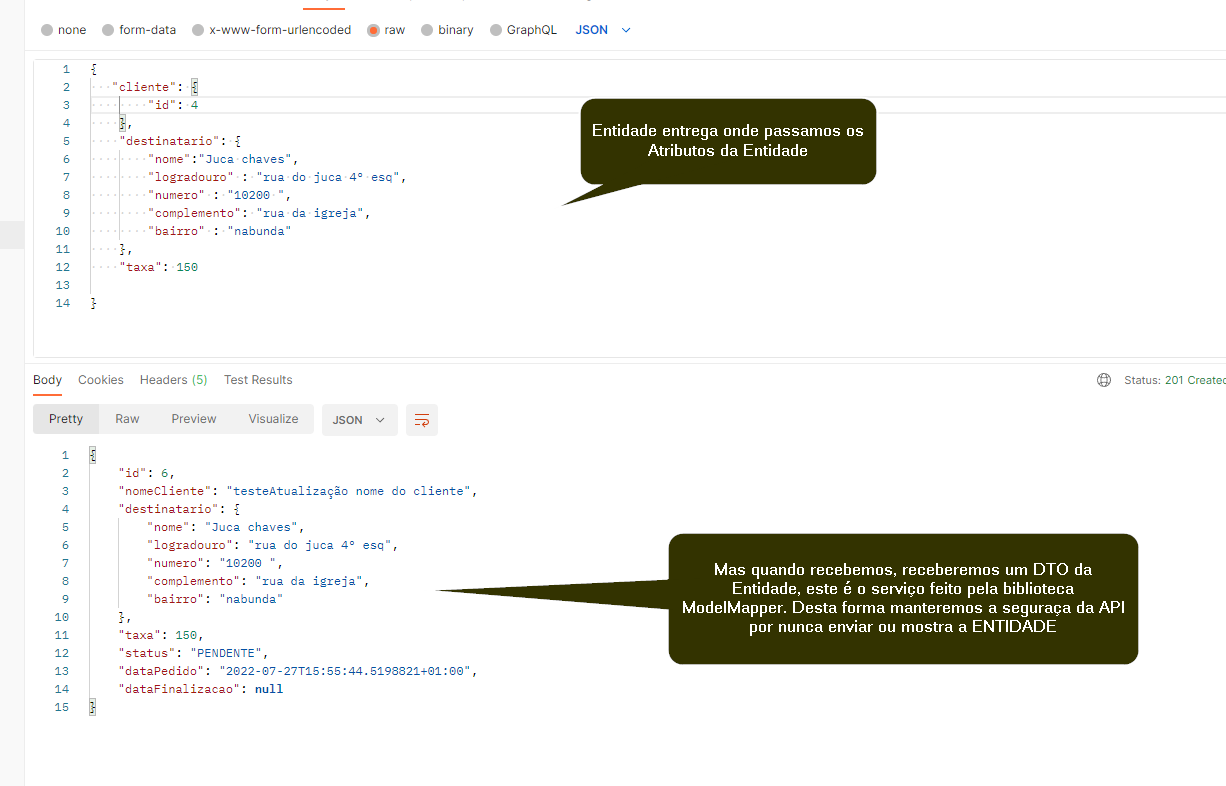 none form-data x-www-form-urlencoded raw binary GraphQL JSON
1 {
2 "cliente": {
3 "id": 4
4 },
5 "destinatario": {
6 "nome":"Juca chaves",
7 "logradouro" : "rua do juca 4º esq",
8 "numero" : "10200 ",
9 "complemento": "rua da igreja",
10 "bairro" : "nabunda"
11 },
12 "taxa": 150
13
14 }
Entidade entrega onde passamos os
Atributos da Entidade
Body Cookies Headers (5) Test Results Status: 201 Created
Pretty Raw Preview Visualize JSON
1 {
2 "id": 6,
3 "nomeCliente": "testeAtualização nome do cliente",
4 "destinatario": {
5 "nome": "Juca chaves",
6 "logradouro": "rua do juca 4º esq",
7 "numero": "10200 ",
8 "complemento": "rua da igreja",
9 "bairro": "nabunda"
10 },
11 "taxa": 150,
12 "status": "PENDENTE",
13 "dataPedido": "2022-07-27T15:55:44.5198821+01:00",
14 "dataFinalizacao": null
15 }
Mas quando recebemos, receberemos um DTO da
Entidade, este é o serviço feito pela biblioteca
ModelMapper. Desta forma manteremos a seguraça da API
por nunca enviar ou mostra a ENTIDADE